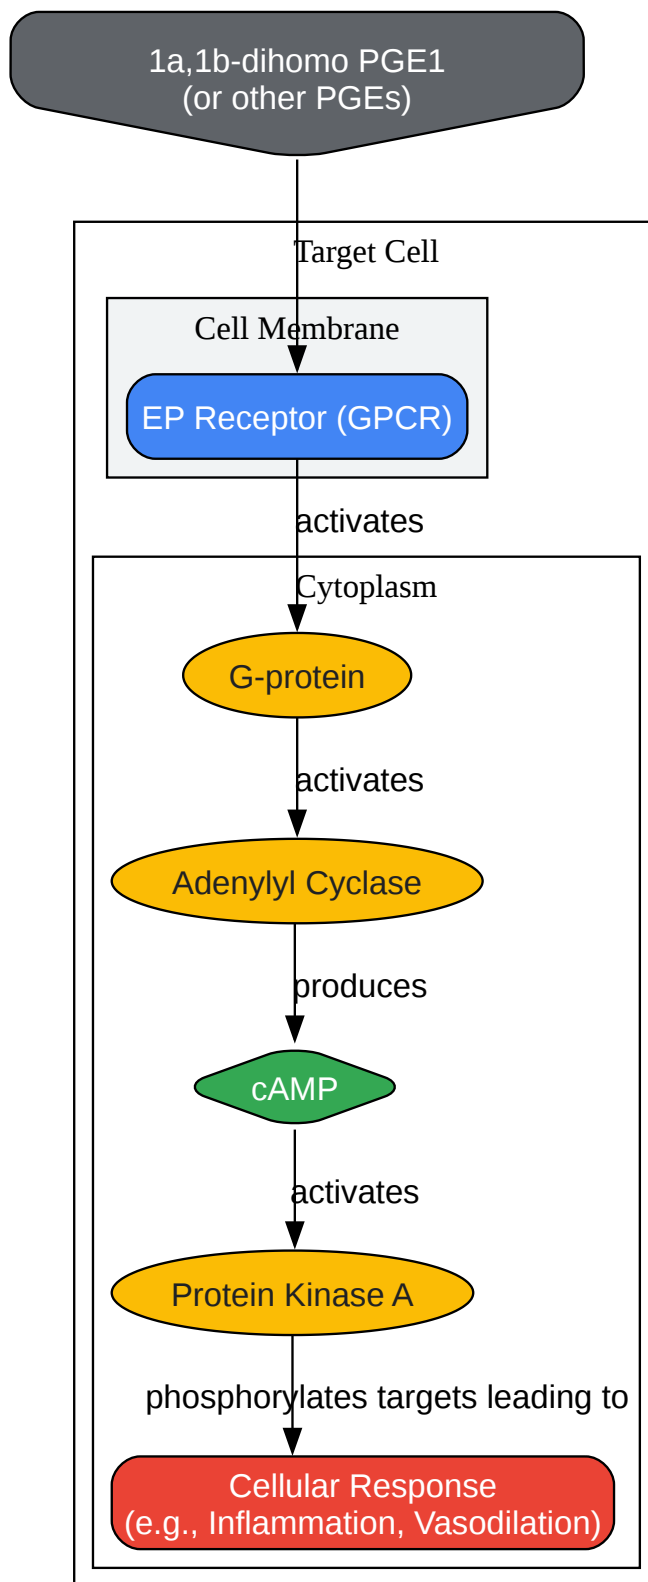 1a,1b-dihomo PGE1
(or other PGEs)
Target Cell
Cell Membrane
EP Receptor (GPCR)
activates
Cytoplasm
G-protein
activates
Adenylyl Cyclase
produces
cAMP
activates
Protein Kinase A
phosphorylates targets leading to
Cellular Response
(e.g., Inflammation, Vasodilation)